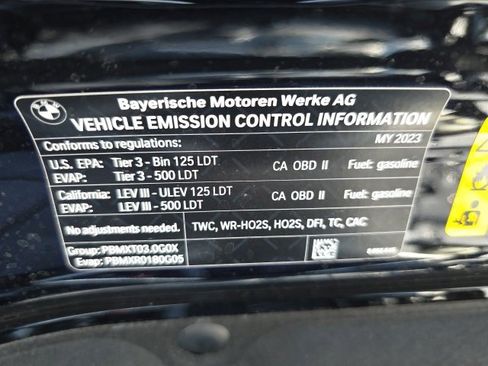 BMW
Bayerische Motoren Werke AG
VEHICLE EMISSION CONTROL INFORMATION
Conforms to regulations: MY 2023
U.S. EPA: Tier 3 - Bin 125 LDT CA OBD II Fuel: gasoline
EVAP: Tier 3 - 500 LDT
California: LEV III - ULEV 125 LDT CA OBD II Fuel: gasoline
EVAP: LEV III - 500 LDT
No adjustments needed. TWC, WR-HO2S, HO2S, DFI, TC, CAC
Group: PBMXT03.0G0X
Evap: PBMXR0180G05